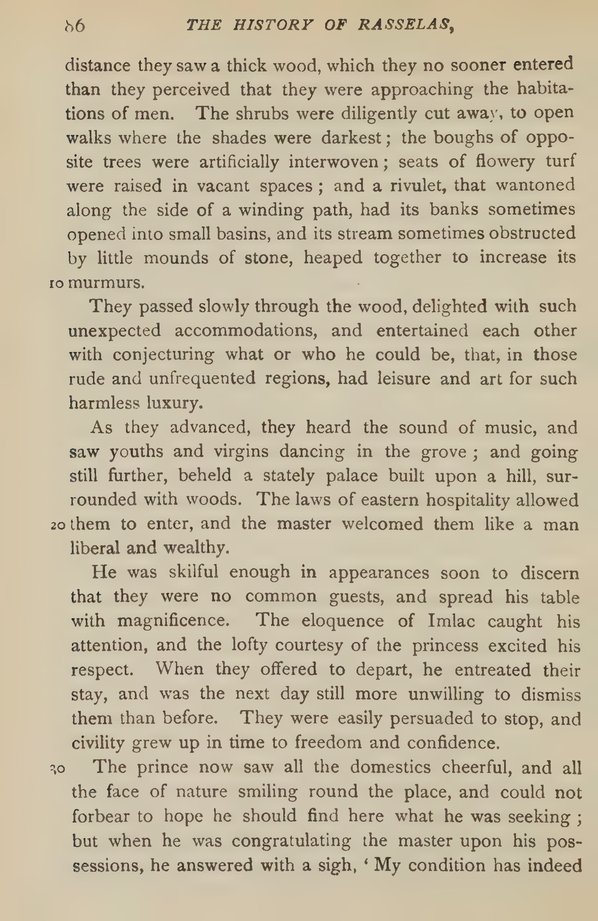 86 THE HISTORY OF RASSELAS,
distance they saw a thick wood, which they no sooner entered
than they perceived that they were approaching the habita-
tions of men. The shrubs were diligently cut away, to open
walks where the shades were darkest; the boughs of oppo-
site trees were artificially interwoven; seats of flowery turf
were raised in vacant spaces; and a rivulet, that wantoned
along the side of a winding path, had its banks sometimes
opened into small basins, and its stream sometimes obstructed
by little mounds of stone, heaped together to increase its
10 murmurs.
They passed slowly through the wood, delighted with such
unexpected accommodations, and entertained each other
with conjecturing what or who he could be, that, in those
rude and unfrequented regions, had leisure and art for such
harmless luxury.
As they advanced, they heard the sound of music, and
saw youths and virgins dancing in the grove; and going
still further, beheld a stately palace built upon a hill, sur-
rounded with woods. The laws of eastern hospitality allowed
20 them to enter, and the master welcomed them like a man
liberal and wealthy.
He was skilful enough in appearances soon to discern
that they were no common guests, and spread his table
with magnificence. The eloquence of Imlac caught his
attention, and the lofty courtesy of the princess excited his
respect. When they offered to depart, he entreated their
stay, and was the next day still more unwilling to dismiss
them than before. They were easily persuaded to stop, and
civility grew up in time to freedom and confidence.
30 The prince now saw all the domestics cheerful, and all
the face of nature smiling round the place, and could not
forbear to hope he should find here what he was seeking;
but when he was congratulating the master upon his pos-
sessions, he answered with a sigh, ‘ My condition has indeed